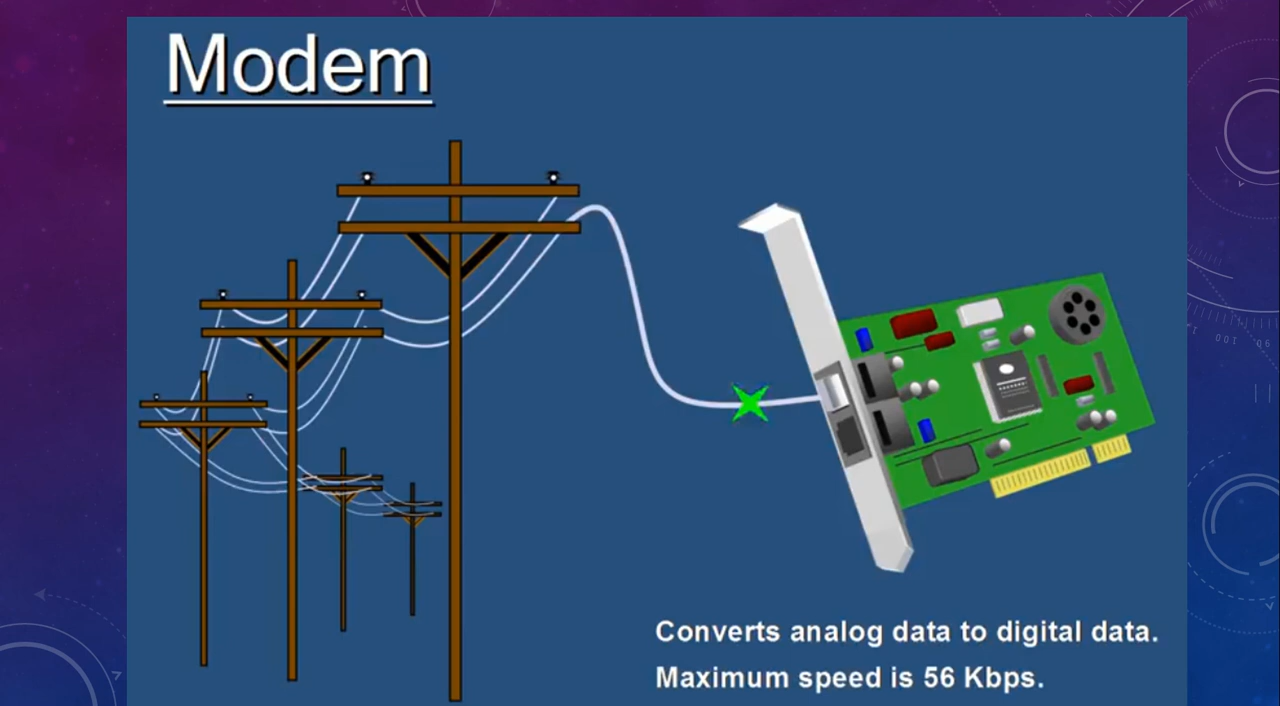 Modem
Converts analog data to digital data.
Maximum speed is 56 Kbps.